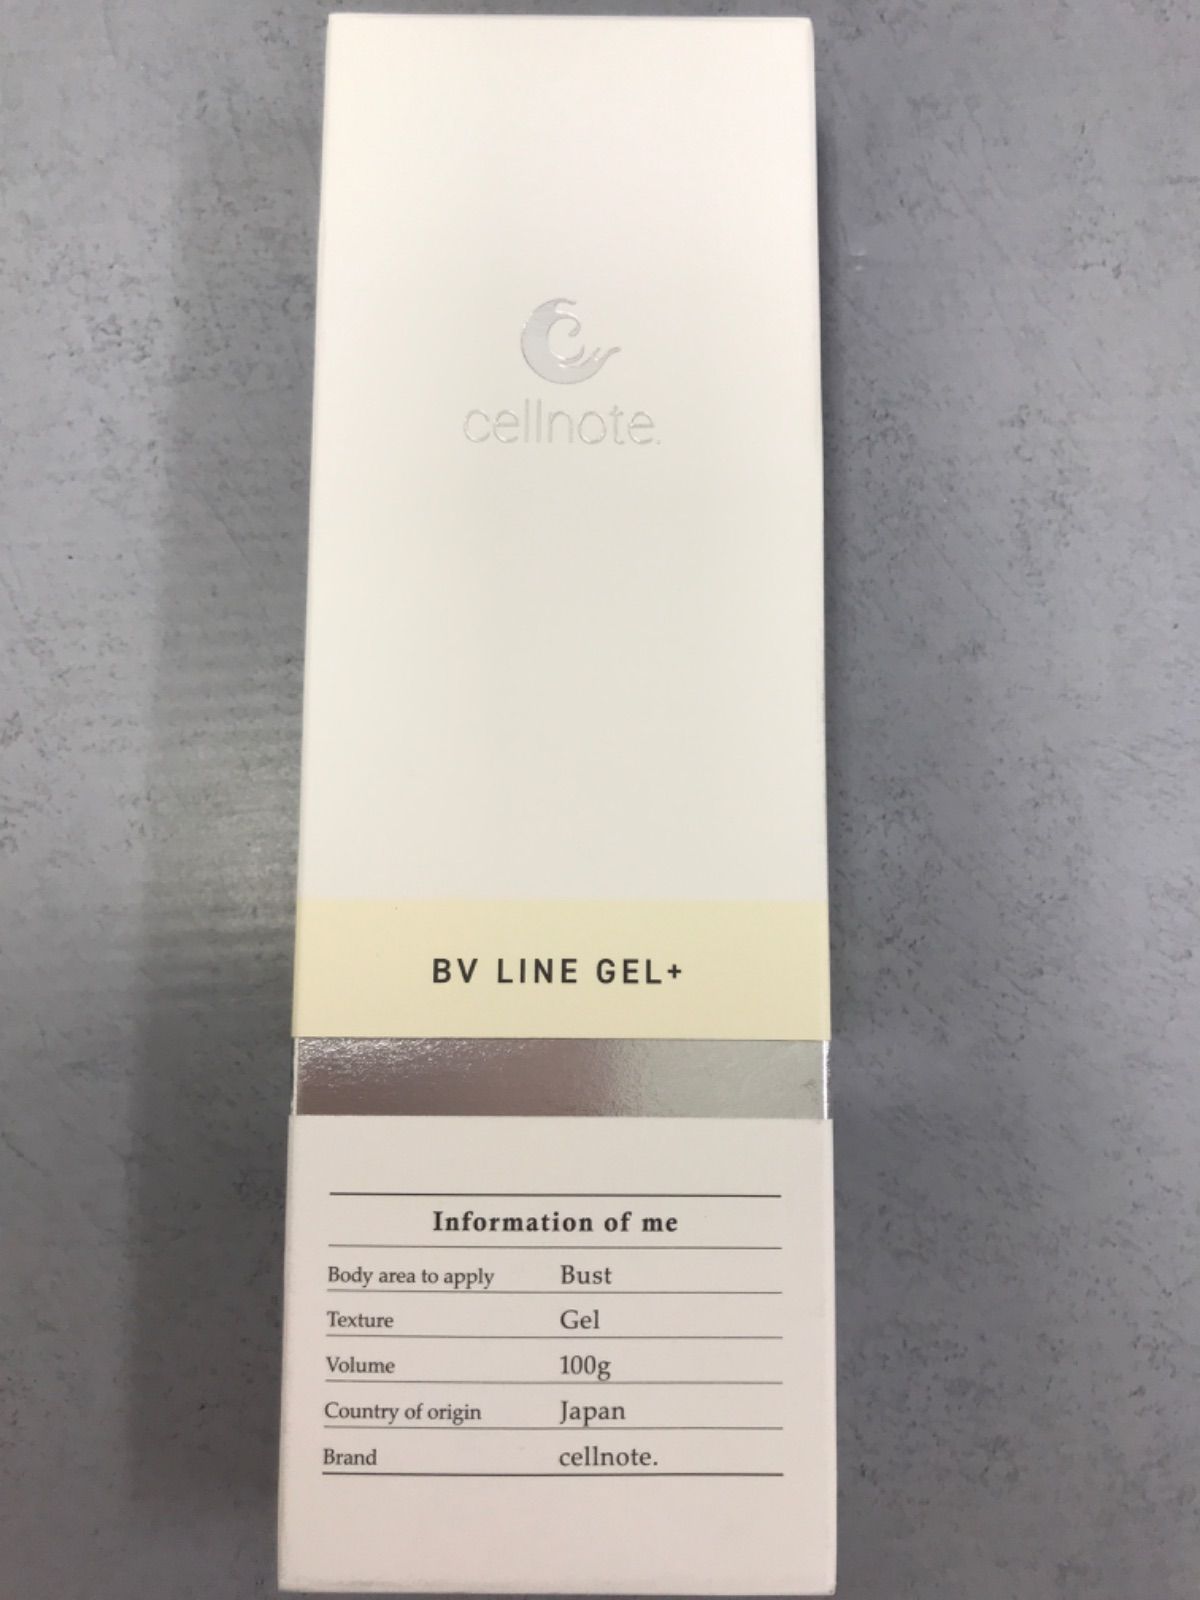 cellnote.
BV LINE GEL+
Information of me
Body area to apply Bust
Texture Gel
Volume 100g
Country of origin Japan
Brand cellnote.